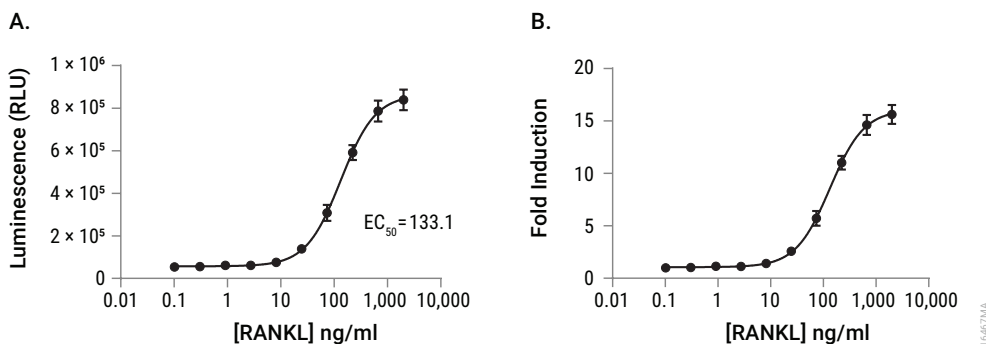 A.
Luminescence (RLU)
1 × 10⁶
8 × 10⁵
6 × 10⁵
4 × 10⁵
2 × 10⁵
0
EC₅₀=133.1
0.01 0.1 1 10 100 1,000 10,000
[RANKL] ng/ml
B.
Fold Induction
20
15
10
5
0
0.01 0.1 1 10 100 1,000 10,000
[RANKL] ng/ml